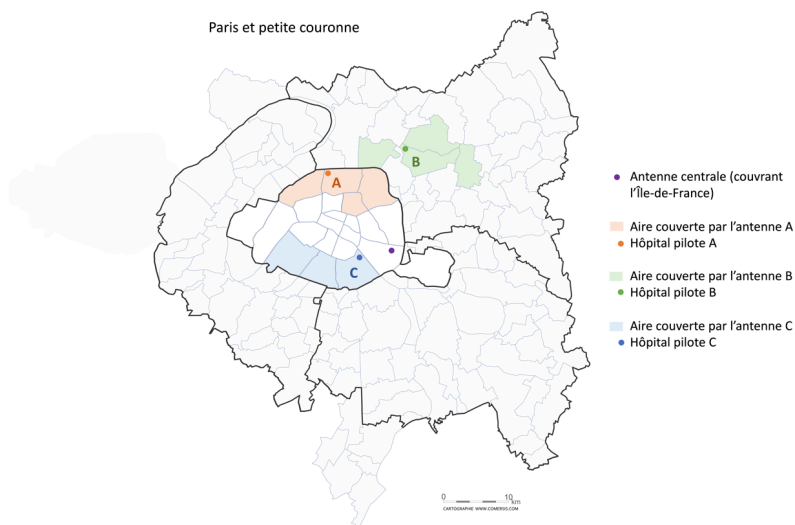 Paris et petite couronne
A
B
C
Antenne centrale (couvrant
l'Île-de-France)
Aire couverte par l'antenne A
Hôpital pilote A
Aire couverte par l'antenne B
Hôpital pilote B
Aire couverte par l'antenne C
Hôpital pilote C
0 10
KMS
CARTOGRAPHIE WWW.COMERSIS.COM